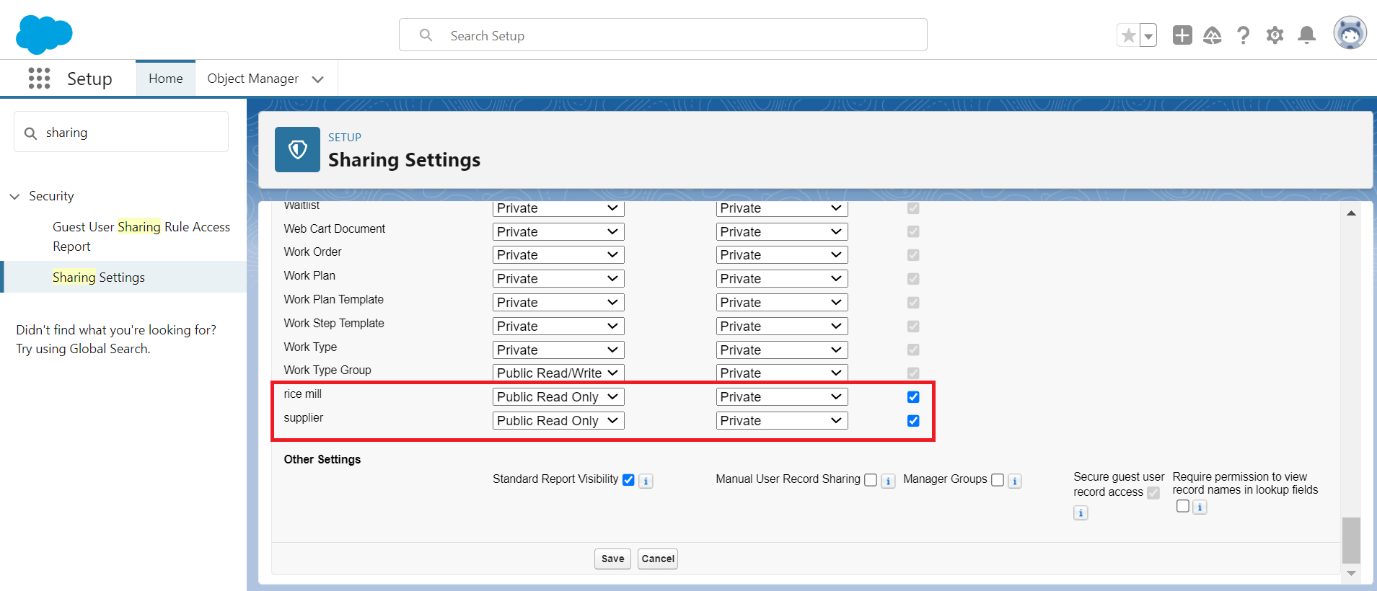 Search Setup
Setup
Home
Object Manager
sharing
Security
Guest User Sharing Rule Access
Report
Sharing Settings
Didn't find what you're looking for?
Try using Global Search.
SETUP
Sharing Settings
Waitlist Private Private
Web Cart Document Private Private
Work Order Private Private
Work Plan Private Private
Work Plan Template Private Private
Work Step Template Private Private
Work Type Private Private
Work Type Group Public Read/Write Private
rice mill Public Read Only Private
supplier Public Read Only Private
Other Settings
Standard Report Visibility
Manual User Record Sharing
Manager Groups
Secure guest user
record access
Require permission to view
record names in lookup fields
Save Cancel